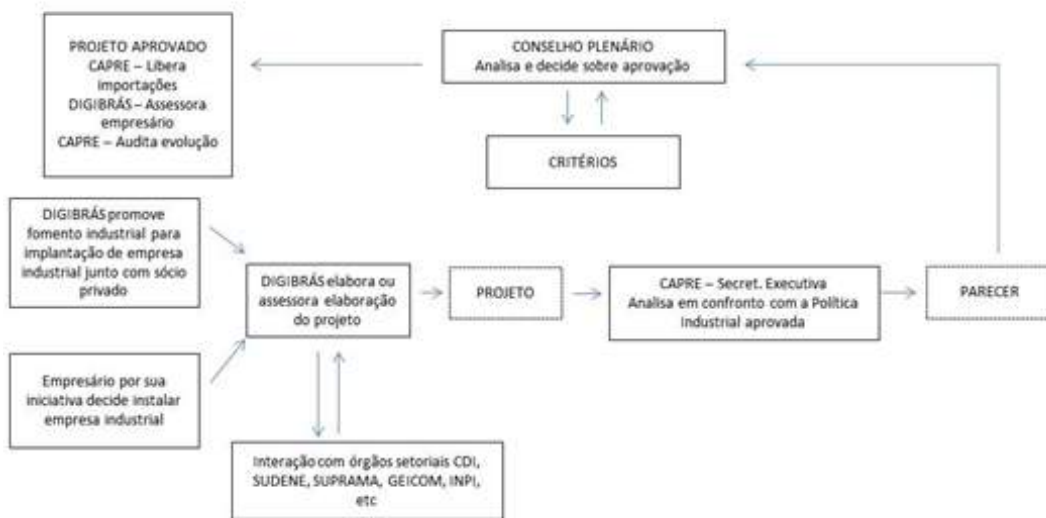 PROJETO APROVADO
CAPRE – Libera
importações
DIGIBRÁS – Assessora
empresário
CAPRE – Audita evolução
CONSELHO PLENÁRIO
Analisa e decide sobre aprovação
CRITÉRIOS
DIGIBRÁS promove
fomento industrial para
implantação de empresa
industrial junto com sócio
privado
DIGIBRÁS elabora ou
assessora elaboração
do projeto
PROJETO
CAPRE – Secret. Executiva
Analisa em confronto com a Política
Industrial aprovada
PARECER
Empresário por sua
iniciativa decide instalar
empresa industrial
Interação com órgãos setoriais CDI,
SUDENE, SUPRAMA, GEICOM, INPI,
etc